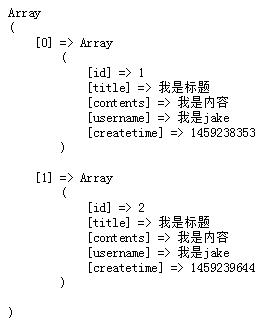 Array
(
    [0] => Array
        (
            [id] => 1
            [title] => 我是标题
            [contents] => 我是内容
            [username] => 我是jake
            [createtime] => 1459238353
        )

    [1] => Array
        (
            [id] => 2
            [title] => 我是标题
            [contents] => 我是内容
            [username] => 我是jake
            [createtime] => 1459239644
        )

)